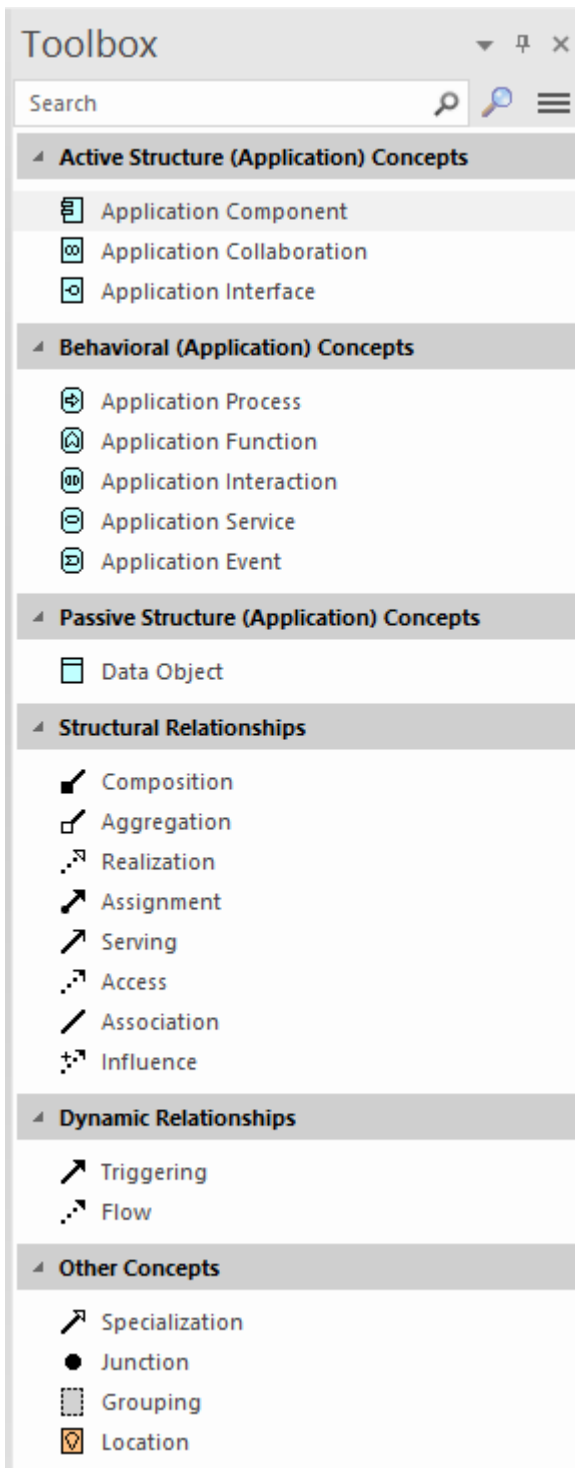 Toolbox
Search
Active Structure (Application) Concepts
Application Component
Application Collaboration
Application Interface
Behavioral (Application) Concepts
Application Process
Application Function
Application Interaction
Application Service
Application Event
Passive Structure (Application) Concepts
Data Object
Structural Relationships
Composition
Aggregation
Realization
Assignment
Serving
Access
Association
Influence
Dynamic Relationships
Triggering
Flow
Other Concepts
Specialization
Junction
Grouping
Location